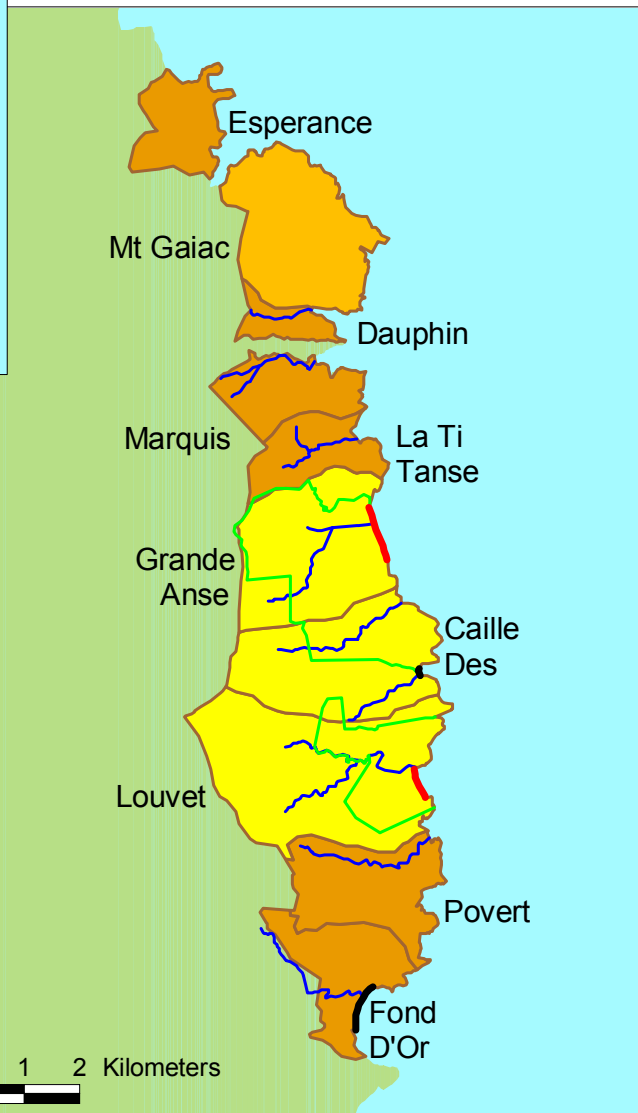 Esperance
Mt Gaiac
Dauphin
Marquis
La Ti
Tanse
Grande
Anse
Caille
Des
Louvet
Povert
Fond
D'Or
1 2 Kilometers